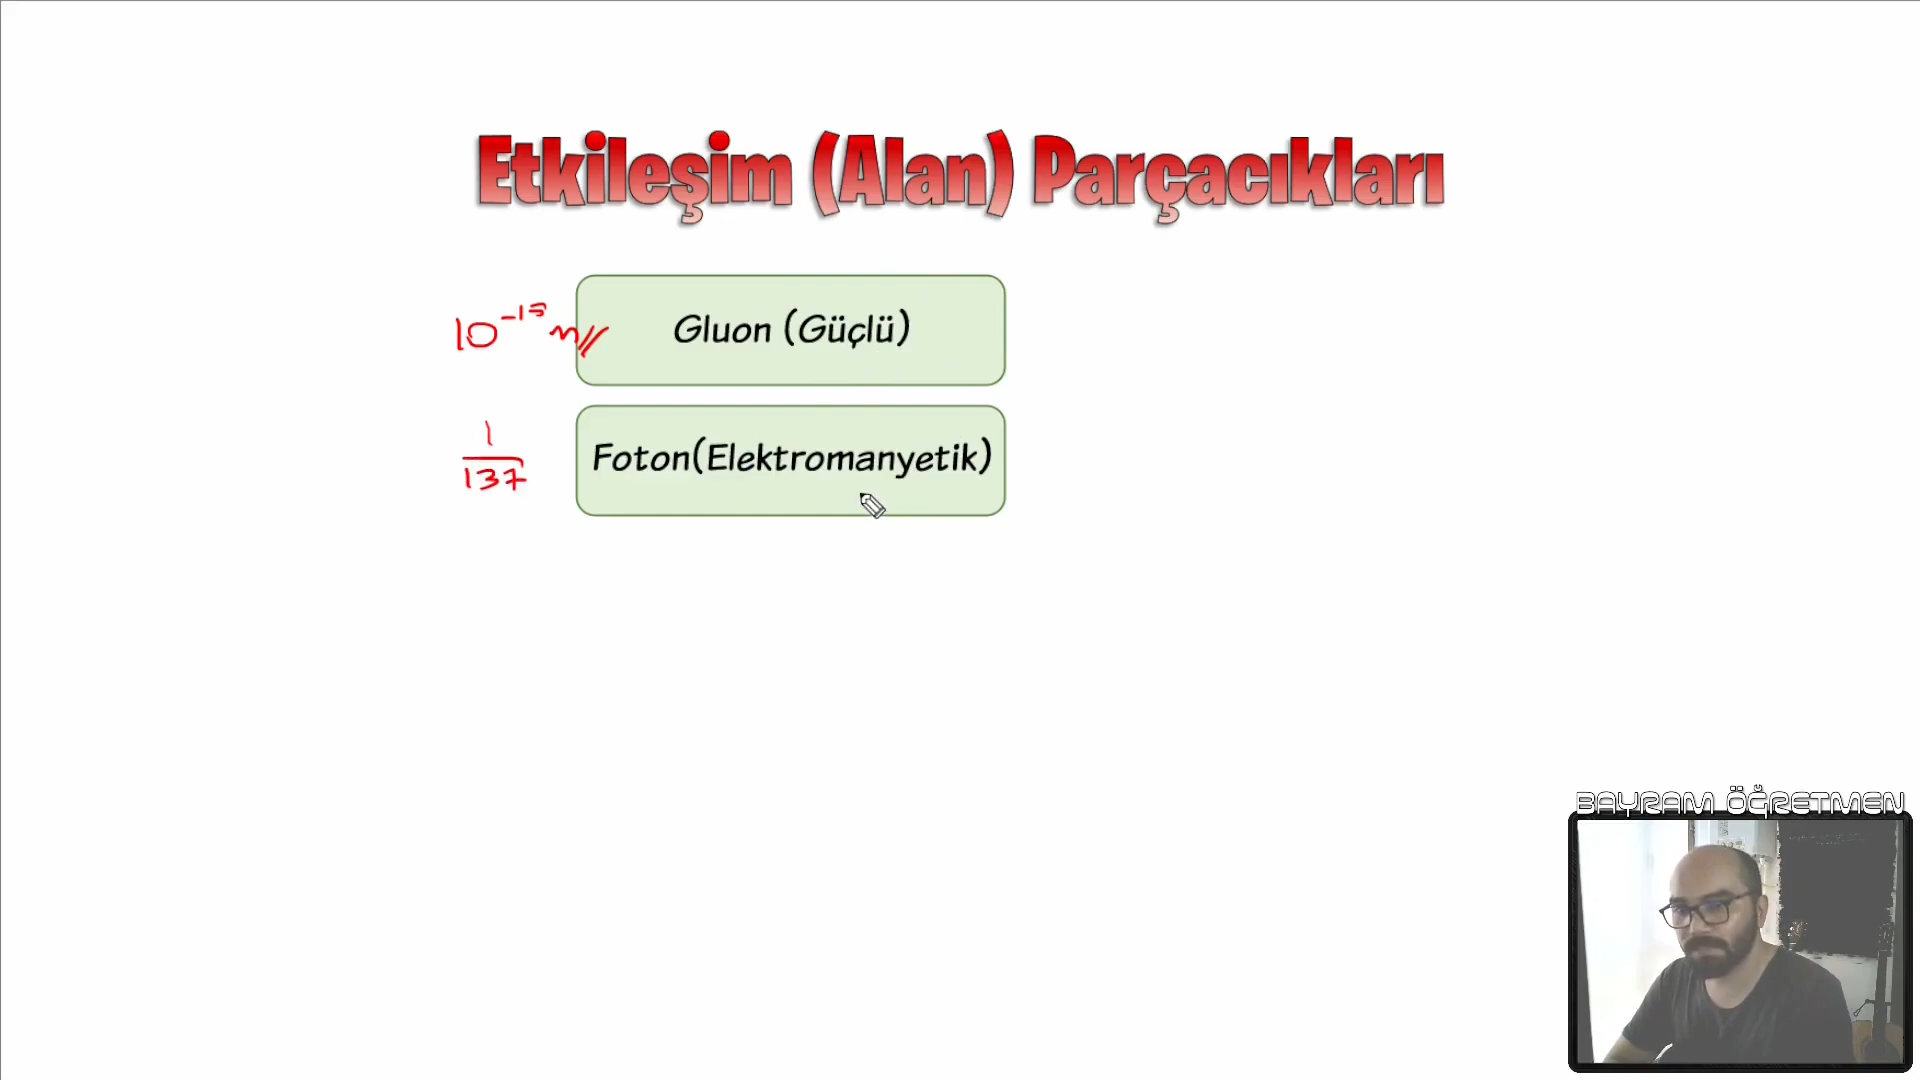 Etkileşim (Alan) Parçacıkları
10⁻¹⁵ m
Gluon (Güçlü)
1/137
Foton(Elektromanyetik)
BAYRAM ÖĞRETMEN